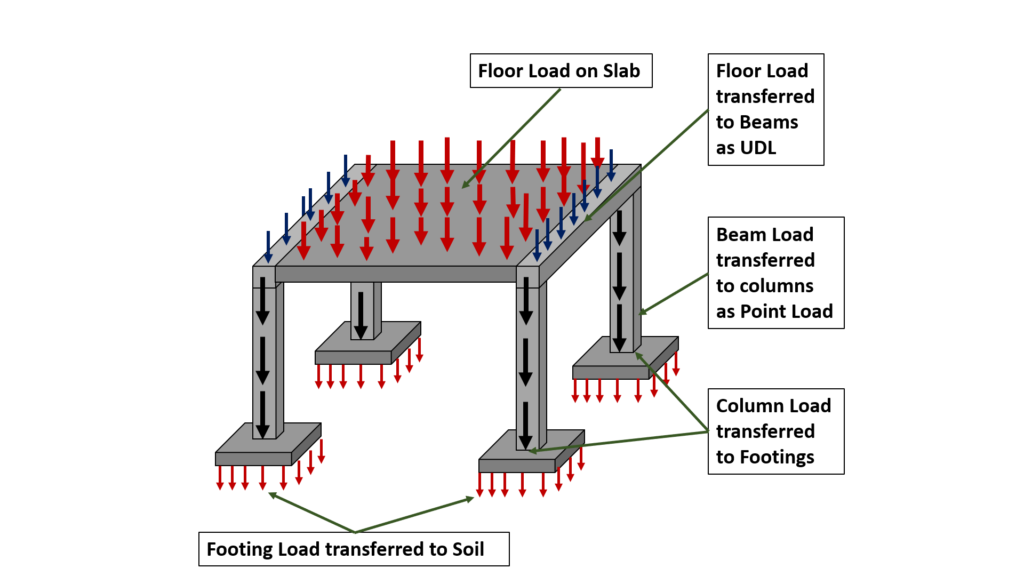 Floor Load on Slab
Floor Load
transferred
to Beams
as UDL
Beam Load
transferred
to columns
as Point Load
Column Load
transferred
to Footings
Footing Load transferred to Soil